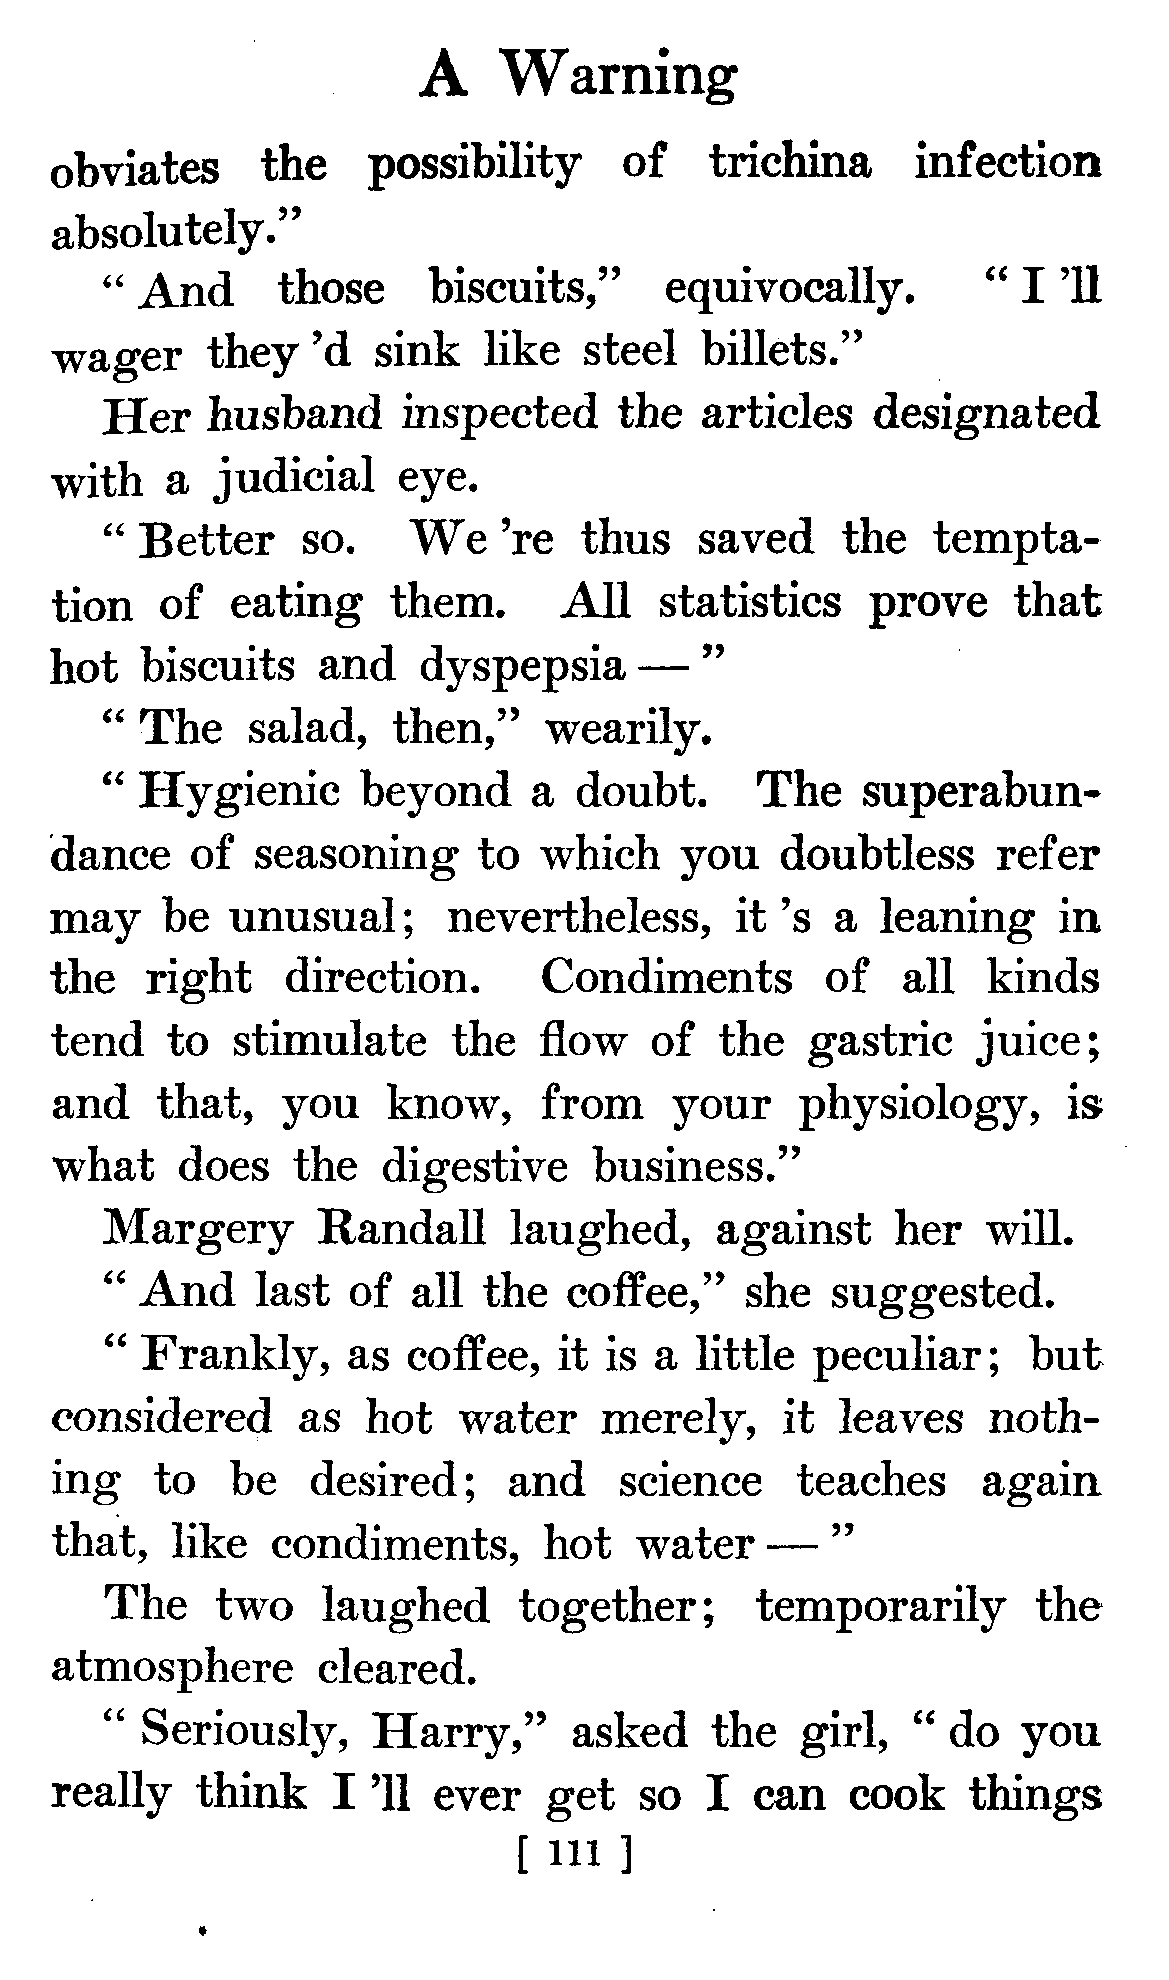 A Warning
obviates the possibility of trichina infection
absolutely.”
“ And those biscuits,” equivocally. “ I ’ll
wager they ’d sink like steel billets.”
Her husband inspected the articles designated
with a judicial eye.
“ Better so. We ’re thus saved the tempta-
tion of eating them. All statistics prove that
hot biscuits and dyspepsia — ”
“ The salad, then,” wearily.
“ Hygienic beyond a doubt. The superabun-
dance of seasoning to which you doubtless refer
may be unusual; nevertheless, it ’s a leaning in
the right direction. Condiments of all kinds
tend to stimulate the flow of the gastric juice;
and that, you know, from your physiology, is
what does the digestive business.”
Margery Randall laughed, against her will.
“ And last of all the coffee,” she suggested.
“ Frankly, as coffee, it is a little peculiar; but
considered as hot water merely, it leaves noth-
ing to be desired; and science teaches again
that, like condiments, hot water — ”
The two laughed together; temporarily the
atmosphere cleared.
“ Seriously, Harry,” asked the girl, “ do you
really think I ’ll ever get so I can cook things
[ 111 ]